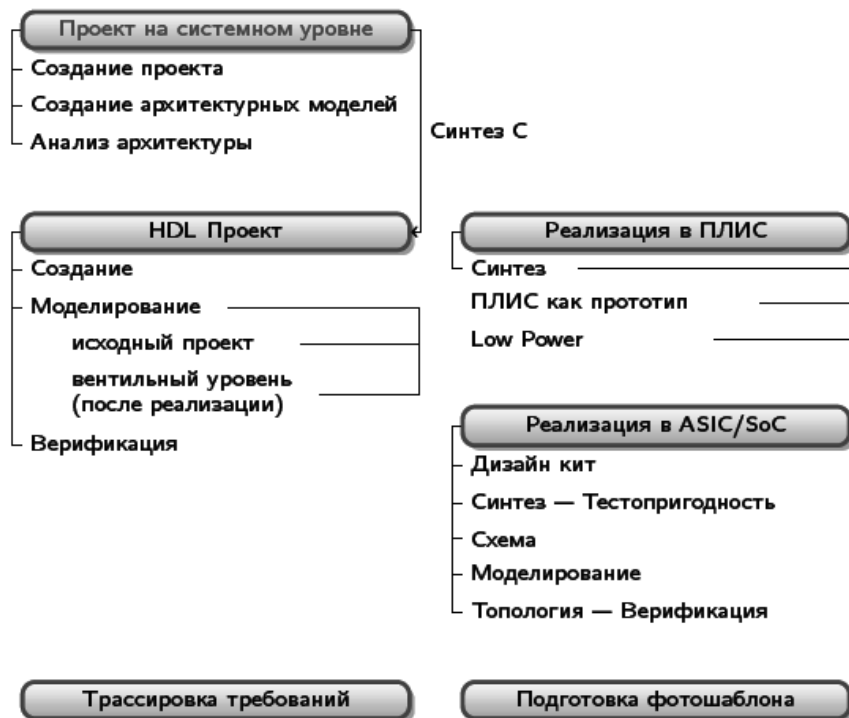 Проект на системном уровне
Создание проекта
Создание архитектурных моделей
Анализ архитектуры
Синтез С
HDL Проект
Создание
Моделирование
исходный проект
вентильный уровень
(после реализации)
Верификация
Реализация в ПЛИС
Синтез
ПЛИС как прототип
Low Power
Реализация в ASIC/SoC
Дизайн кит
Синтез — Тестопригодность
Схема
Моделирование
Топология — Верификация
Трассировка требований
Подготовка фотошаблона